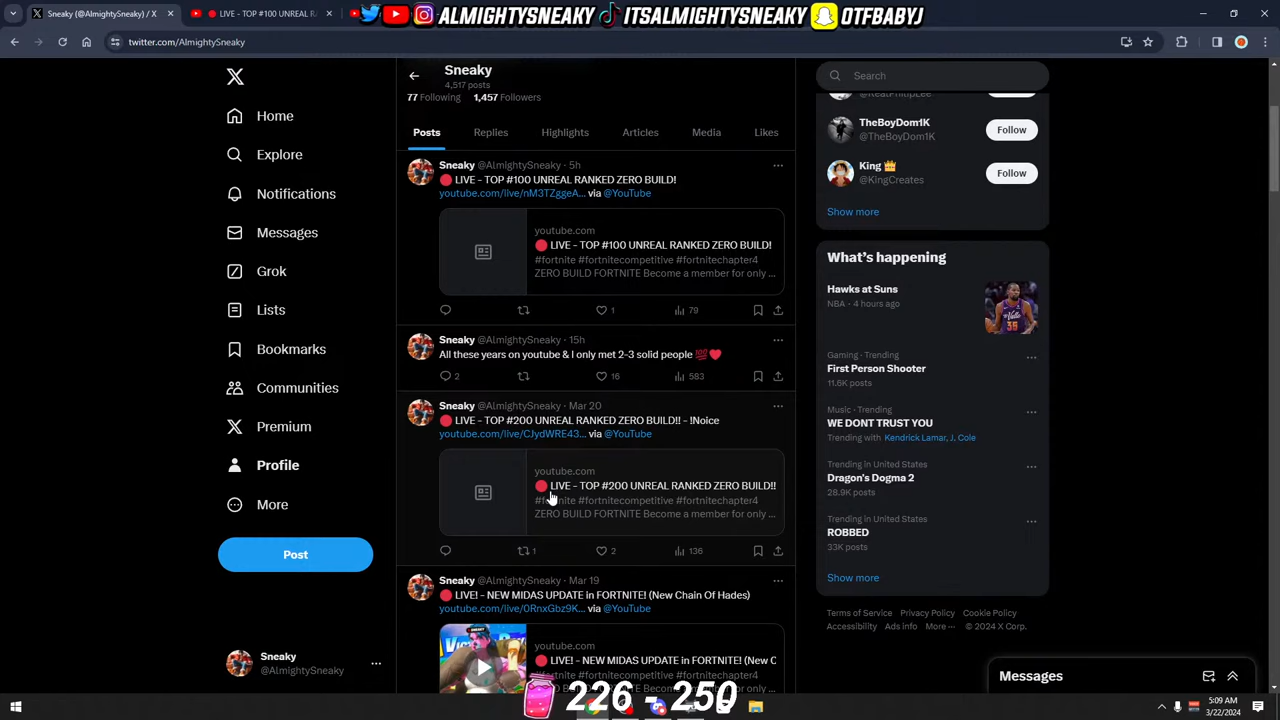 Sneaky (@AlmightySneaky) / X
LIVE - TOP #100 UNREAL R
ALMIGHTYSNEAKY ITSALMIGHTYSNEAKY OTFBABYJ
twitter.com/AlmightySneaky
Home
Explore
Notifications
Messages
Grok
Lists
Bookmarks
Communities
Premium
Profile
More
Post
Sneaky
@AlmightySneaky
Sneaky
4,517 posts
77 Following 1,457 Followers
Posts Replies Highlights Articles Media Likes
Sneaky @AlmightySneaky · 5h
🔴 LIVE - TOP #100 UNREAL RANKED ZERO BUILD!
youtube.com/live/nM3TZggeA... via @YouTube
youtube.com
🔴 LIVE - TOP #100 UNREAL RANKED ZERO BUILD!
#fortnite #fortnitecompetitive #fortnitechapter4
ZERO BUILD FORTNITE Become a member for only ...
1 79
Sneaky @AlmightySneaky · 15h
All these years on youtube & I only met 2-3 solid people 💯❤️
2 16 583
Sneaky @AlmightySneaky · Mar 20
🔴 LIVE - TOP #200 UNREAL RANKED ZERO BUILD!! - !Noice
youtube.com/live/CJydWRE43... via @YouTube
youtube.com
🔴 LIVE - TOP #200 UNREAL RANKED ZERO BUILD!!
#fortnite #fortnitecompetitive #fortnitechapter4
ZERO BUILD FORTNITE Become a member for only ...
1 2 136
Sneaky @AlmightySneaky · Mar 19
🔴 LIVE! - NEW MIDAS UPDATE in FORTNITE! (New Chain Of Hades)
youtube.com/live/0RnxGbz9K... via @YouTube
youtube.com
🔴 LIVE! - NEW MIDAS UPDATE in FORTNITE! (New C
#fortnite #fortnitecompetitive #fortnitechapter4
SNEAKY
Search
@KeatPhilipLee
Follow
TheBoyDom1K
@TheBoyDom1K
Follow
King 👑
@KIngCreates
Follow
Show more
What's happening
Hawks at Suns
NBA · 4 hours ago
Gaming · Trending
First Person Shooter
11.6K posts
Music · Trending
WE DONT TRUST YOU
Trending with Kendrick Lamar, J. Cole
Trending in United States
Dragon's Dogma 2
28.9K posts
Trending in United States
ROBBED
33K posts
Show more
Terms of Service Privacy Policy Cookie Policy
Accessibility Ads info More ··· © 2024 X Corp.
Messages
226 - 250
5:09 AM
3/22/2024